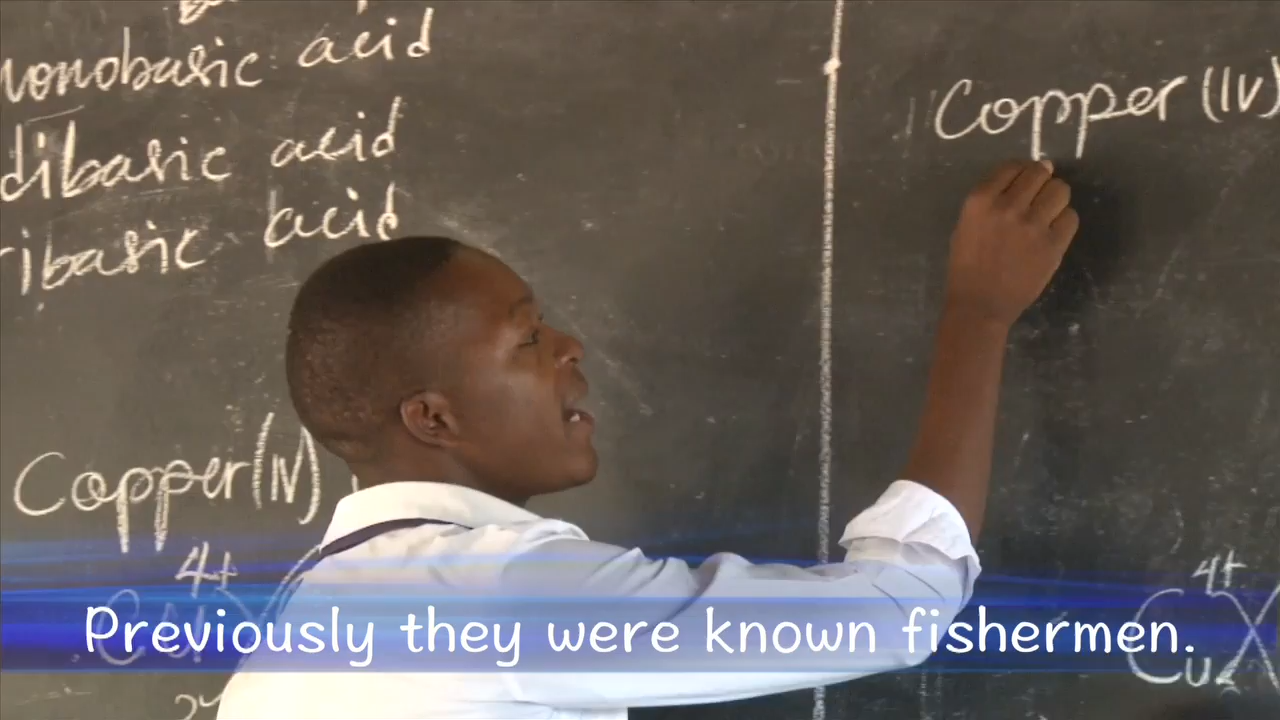 monobasic acid
dibasic acid
ribasic acid
Copper (IV)
Copper (IV)
4+
Cu
4+
Cu
Previously they were known fishermen.